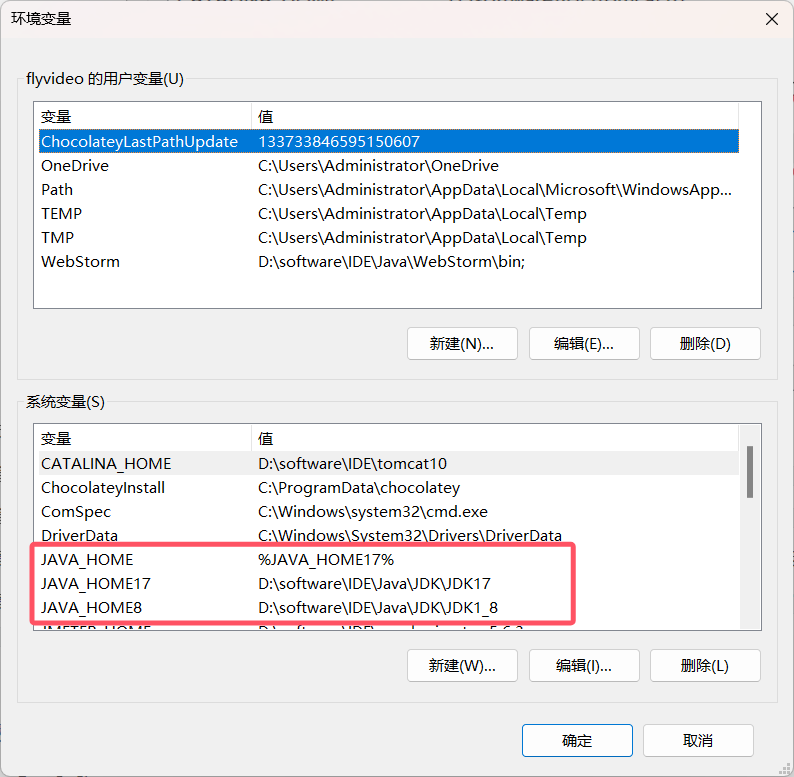 环境变量
flyvideo 的用户变量(U)
变量 值
ChocolateyLastPathUpdate 133733846595150607
OneDrive C:\Users\Administrator\OneDrive
Path C:\Users\Administrator\AppData\Local\Microsoft\WindowsApp...
TEMP C:\Users\Administrator\AppData\Local\Temp
TMP C:\Users\Administrator\AppData\Local\Temp
WebStorm D:\software\IDE\Java\WebStorm\bin;
新建(N)... 编辑(E)... 删除(D)
系统变量(S)
变量 值
CATALINA_HOME D:\software\IDE\tomcat10
ChocolateyInstall C:\ProgramData\chocolatey
ComSpec C:\Windows\system32\cmd.exe
DriverData C:\Windows\System32\Drivers\DriverData
JAVA_HOME %JAVA_HOME17%
JAVA_HOME17 D:\software\IDE\Java\JDK\JDK17
JAVA_HOME8 D:\software\IDE\Java\JDK\JDK1_8
新建(W)... 编辑(I)... 删除(L)
确定 取消